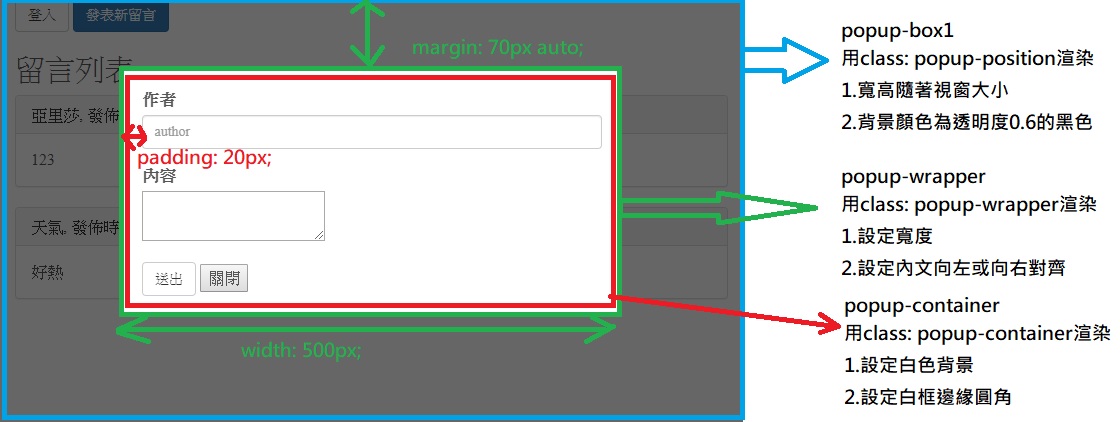 登入
發表新留言
margin: 70px auto;
留言列表
亞里莎, 發佈
123
天氣, 發佈時
好熱
作者
author
padding: 20px;
內容
送出
關閉
width: 500px;
popup-box1
用class: popup-position渲染
1.寬高隨著視窗大小
2.背景顏色為透明度0.6的黑色
popup-wrapper
用class: popup-wrapper渲染
1.設定寬度
2.設定內文向左或向右對齊
popup-container
用class: popup-container渲染
1.設定白色背景
2.設定白框邊緣圓角